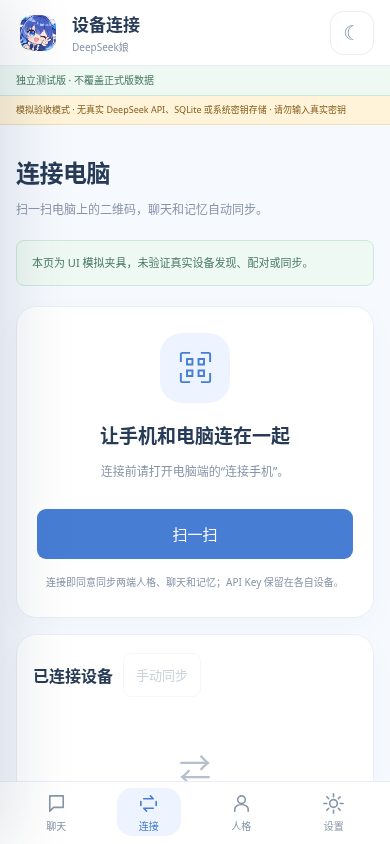 设备连接
DeepSeek娘
独立测试版 · 不覆盖正式版数据
模拟验收模式 · 无真实 DeepSeek API、SQLite 或系统密钥存储 · 请勿输入真实密钥
连接电脑
扫一扫电脑上的二维码，聊天和记忆自动同步。
本页为 UI 模拟夹具，未验证真实设备发现、配对或同步。
让手机和电脑连在一起
连接前请打开电脑端的“连接手机”。
扫一扫
连接即同意同步两端人格、聊天和记忆；API Key 保留在各自设备。
已连接设备
手动同步
聊天
连接
人格
设置